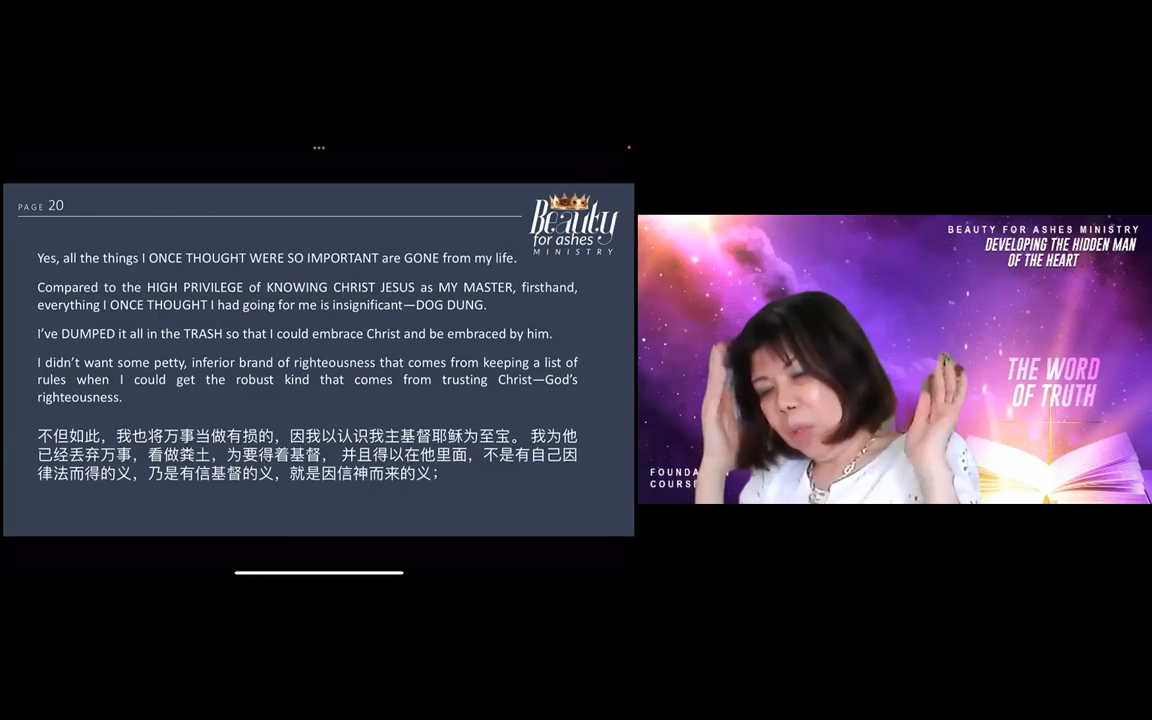 PAGE 20
Beauty
for ashes
MINISTRY
Yes, all the things I ONCE THOUGHT WERE SO IMPORTANT are GONE from my life.
Compared to the HIGH PRIVILEGE of KNOWING CHRIST JESUS as MY MASTER, firsthand,
everything I ONCE THOUGHT I had going for me is insignificant—DOG DUNG.
I’ve DUMPED it all in the TRASH so that I could embrace Christ and be embraced by him.
I didn’t want some petty, inferior brand of righteousness that comes from keeping a list of
rules when I could get the robust kind that comes from trusting Christ—God’s
righteousness.
不但如此，我也将万事当做有损的，因我以认识我主基督耶稣为至宝。 我为他
已经丢弃万事，看做粪土，为要得着基督， 并且得以在他里面，不是有自己因
律法而得的义，乃是有信基督的义，就是因信神而来的义；
BEAUTY FOR ASHES MINISTRY
DEVELOPING THE HIDDEN MAN
OF THE HEART
THE WORD
OF TRUTH
FOUNDA
COURSE